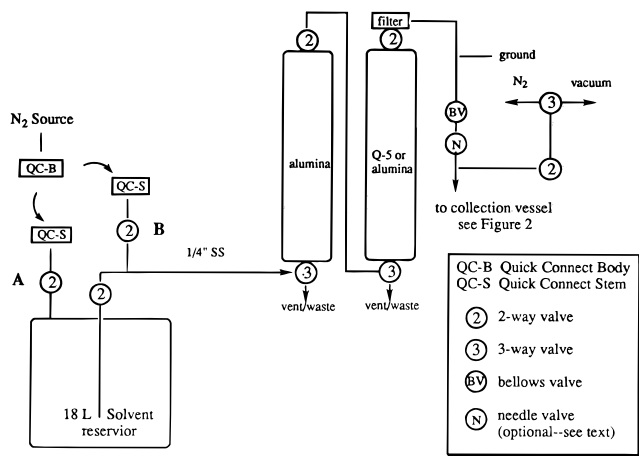 N2 Source
QC-B
QC-S
QC-S
2
B
A
2
2
1/4" SS
18 L Solvent
reservior
2
alumina
3
vent/waste
filter
2
Q-5 or
alumina
3
vent/waste
ground
N2
3
vacuum
BV
N
2
to collection vessel
see Figure 2
QC-B Quick Connect Body
QC-S Quick Connect Stem
2 2-way valve
3 3-way valve
BV bellows valve
N needle valve
(optional--see text)